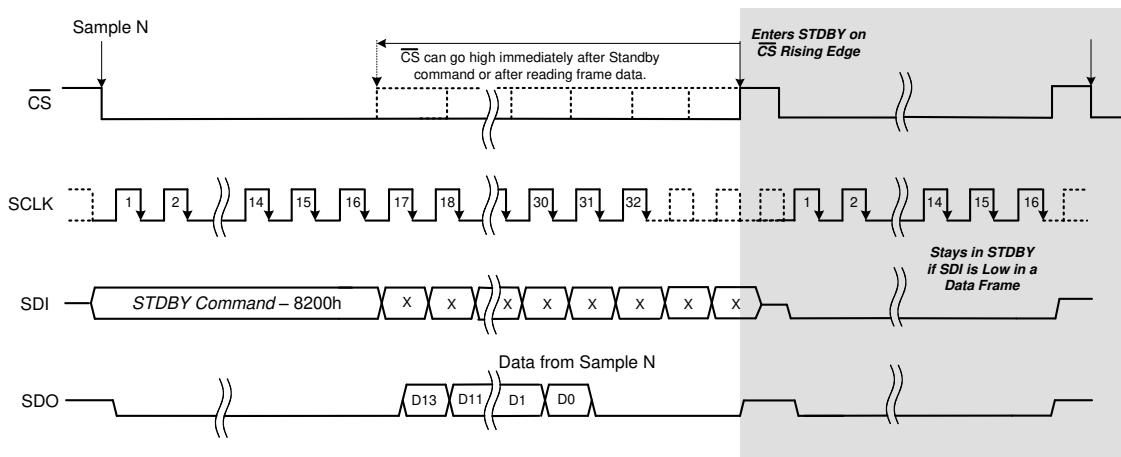 Sample N
CS can go high immediately after Standby
command or after reading frame data.
Enters STDBY on
CS Rising Edge
CS
SCLK 1 2 14 15 16 17 18 30 31 32 1 2 14 15 16
Stays in STDBY
if SDI is Low in a
Data Frame
SDI STDBY Command – 8200h X X X X X X X X
Data from Sample N
SDO D13 D11 D1 D0